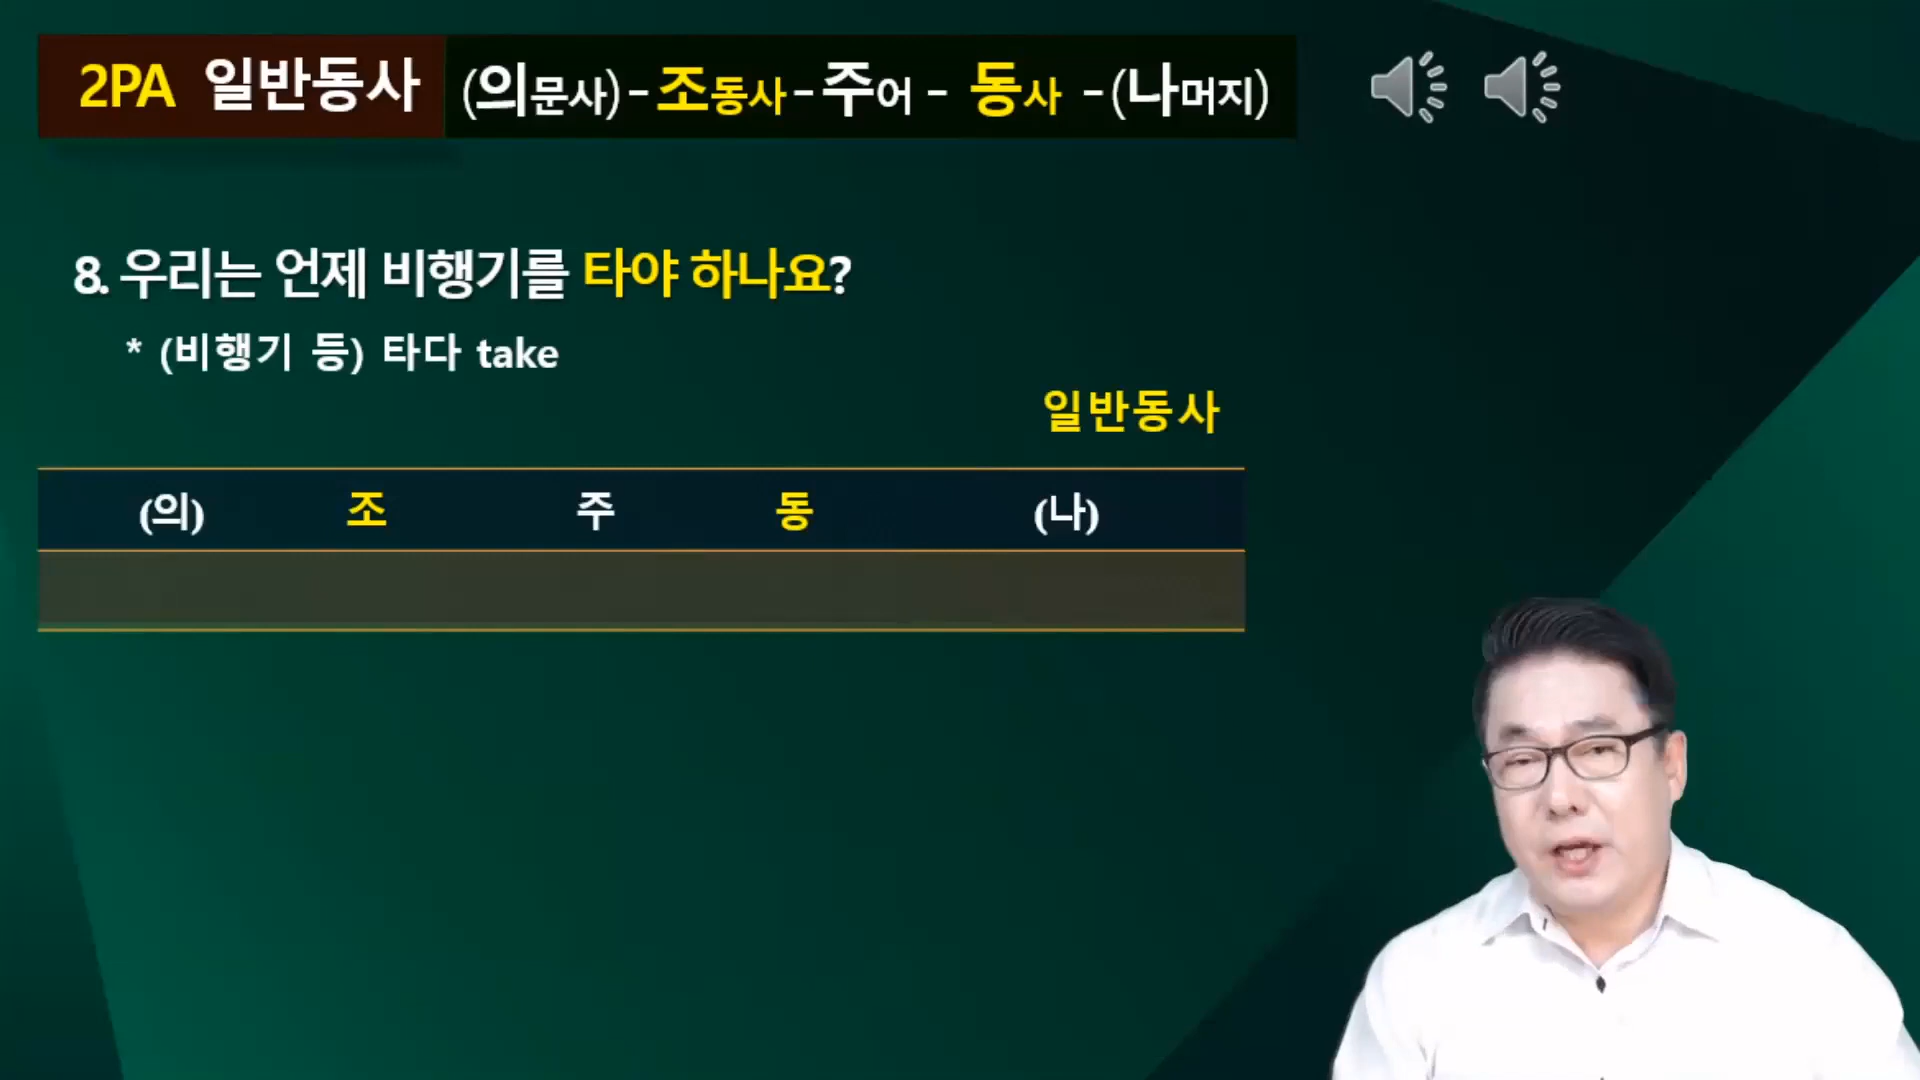 2PA 일반동사 (의문사)-조동사-주어 - 동사 -(나머지)
8. 우리는 언제 비행기를 타야 하나요?
* (비행기 등) 타다 take
일반동사
(의) 조 주 동 (나)